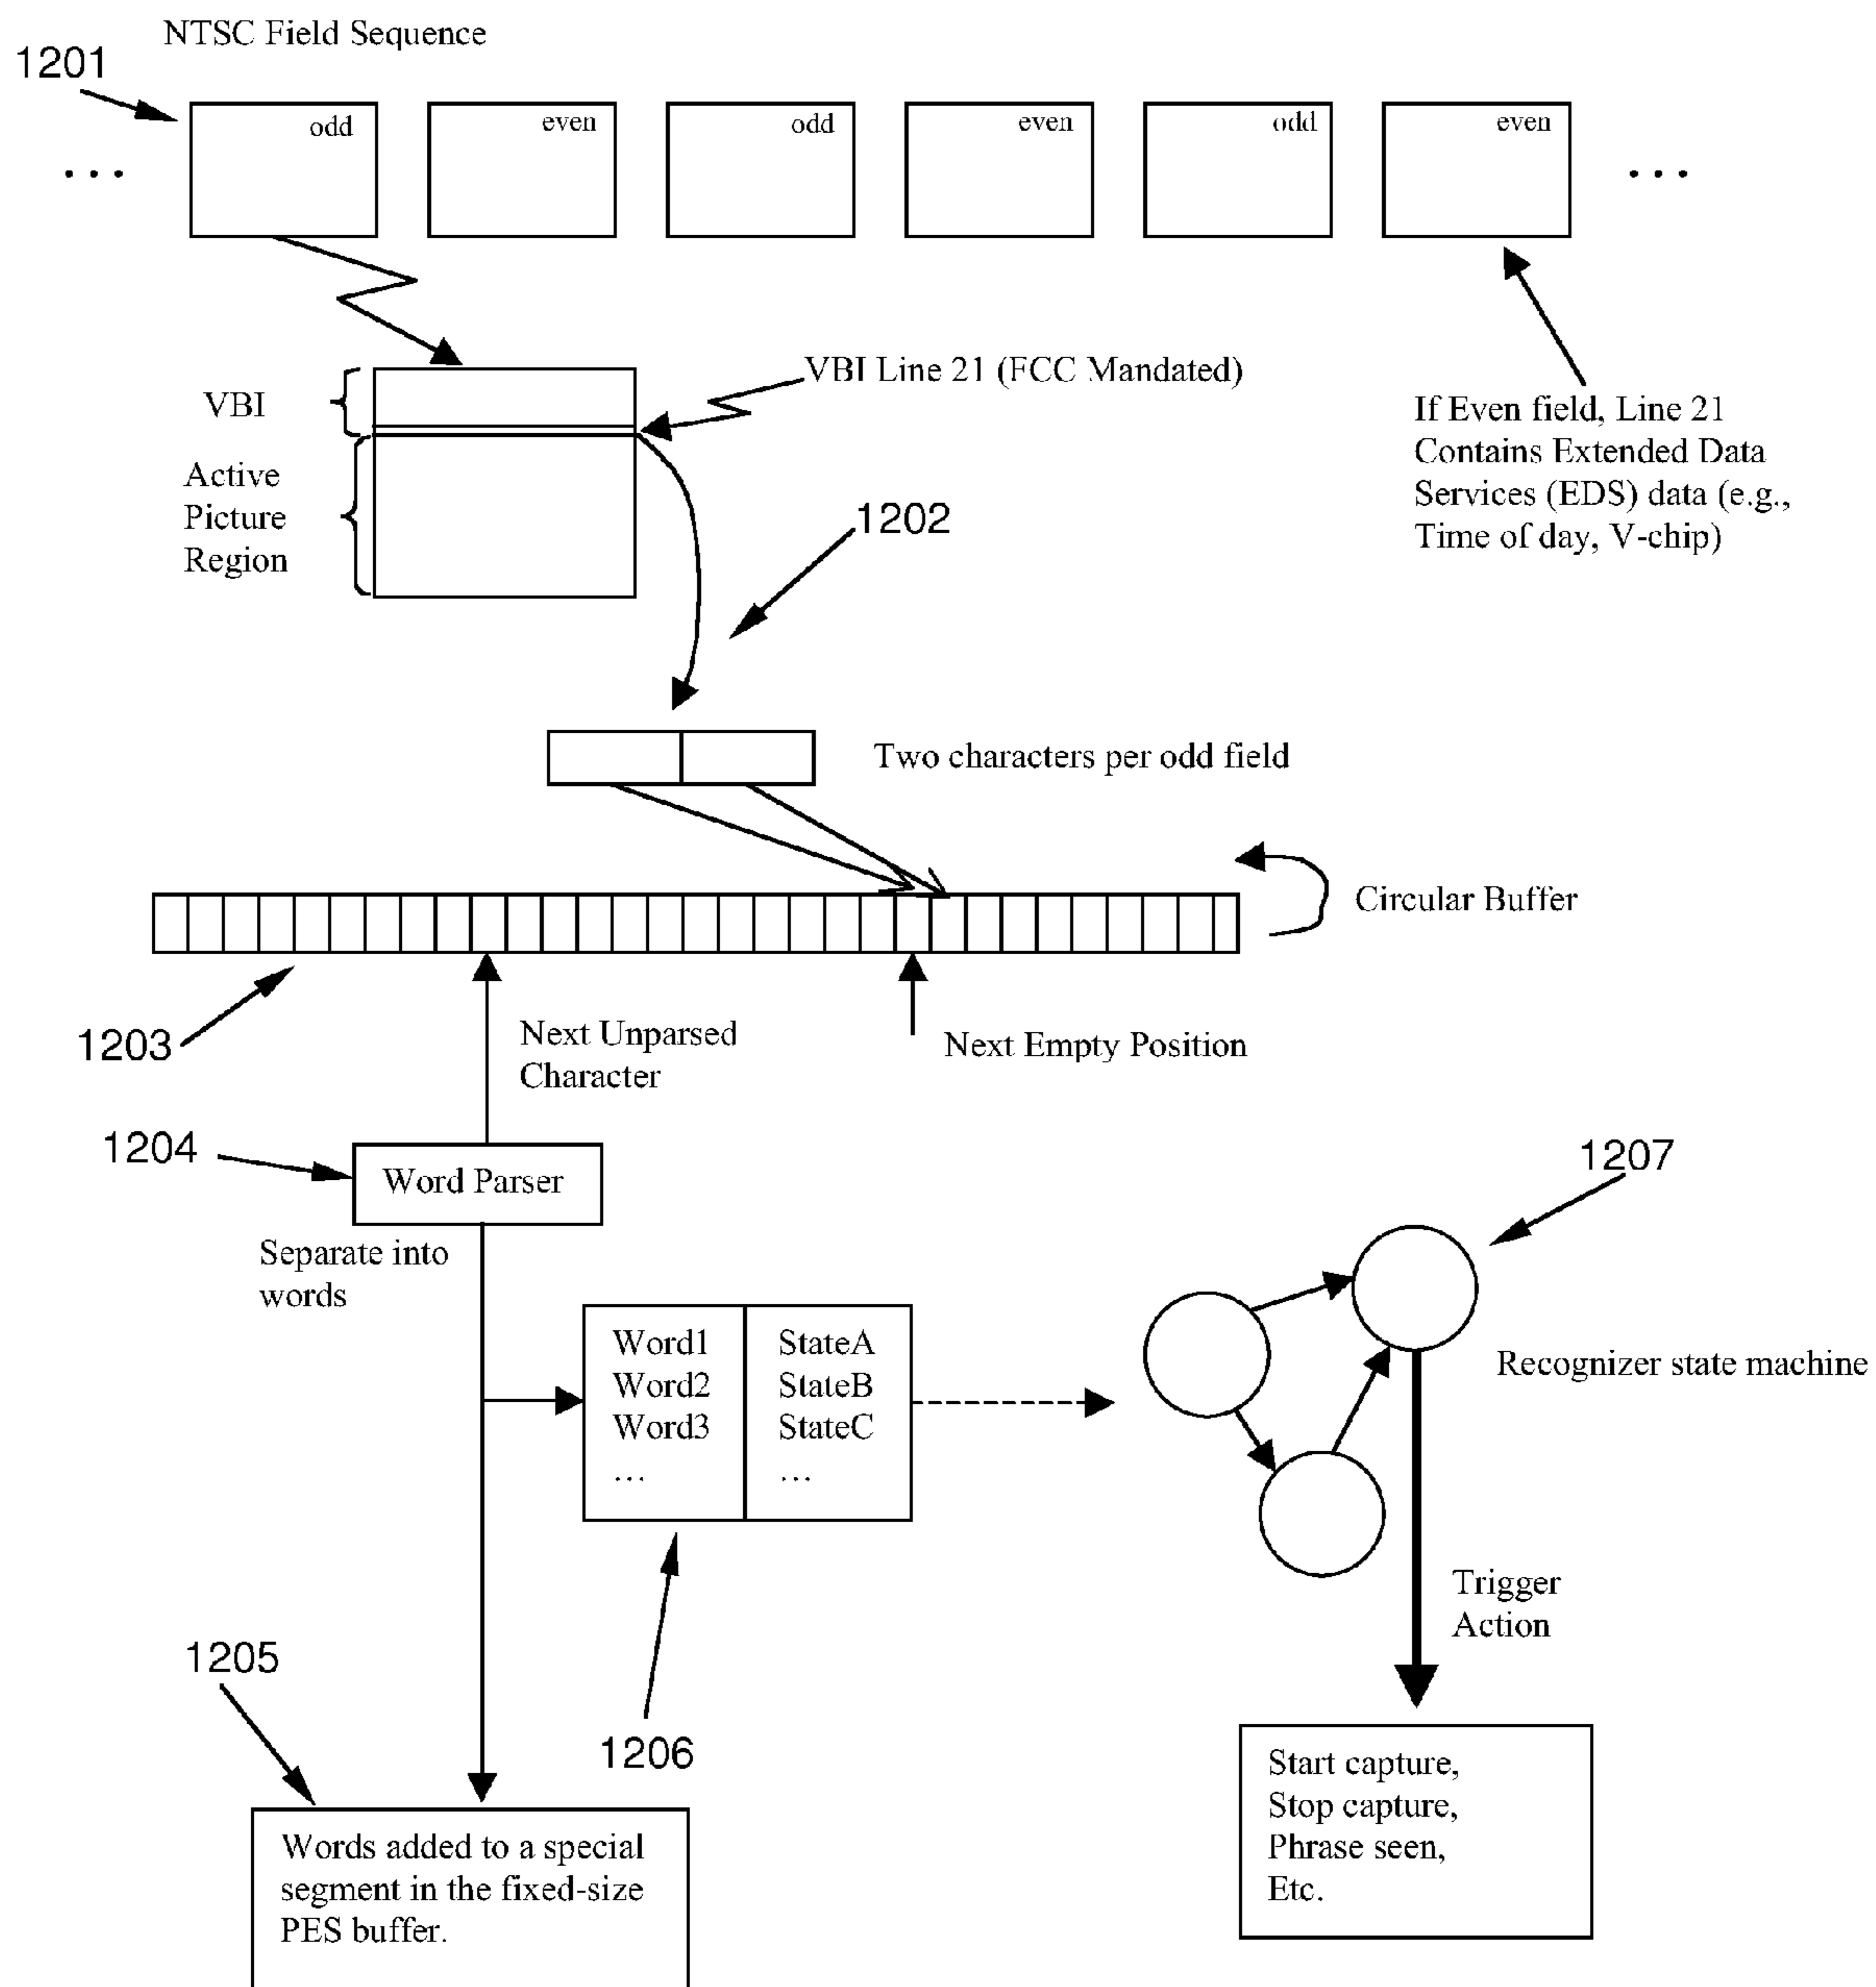 NTSC Field Sequence
1201
odd
even
odd
even
odd
even
...
...
VBI
VBI Line 21 (FCC Mandated)
Active
Picture
Region
If Even field, Line 21
Contains Extended Data
Services (EDS) data (e.g.,
Time of day, V-chip)
1202
Two characters per odd field
Circular Buffer
1203
Next Unparsed
Character
Next Empty Position
1204
Word Parser
Separate into
words
1207
Word1
Word2
Word3
...
StateA
StateB
StateC
...
Recognizer state machine
Trigger
Action
1205
1206
Words added to a special
segment in the fixed-size
PES buffer.
Start capture,
Stop capture,
Phrase seen,
Etc.